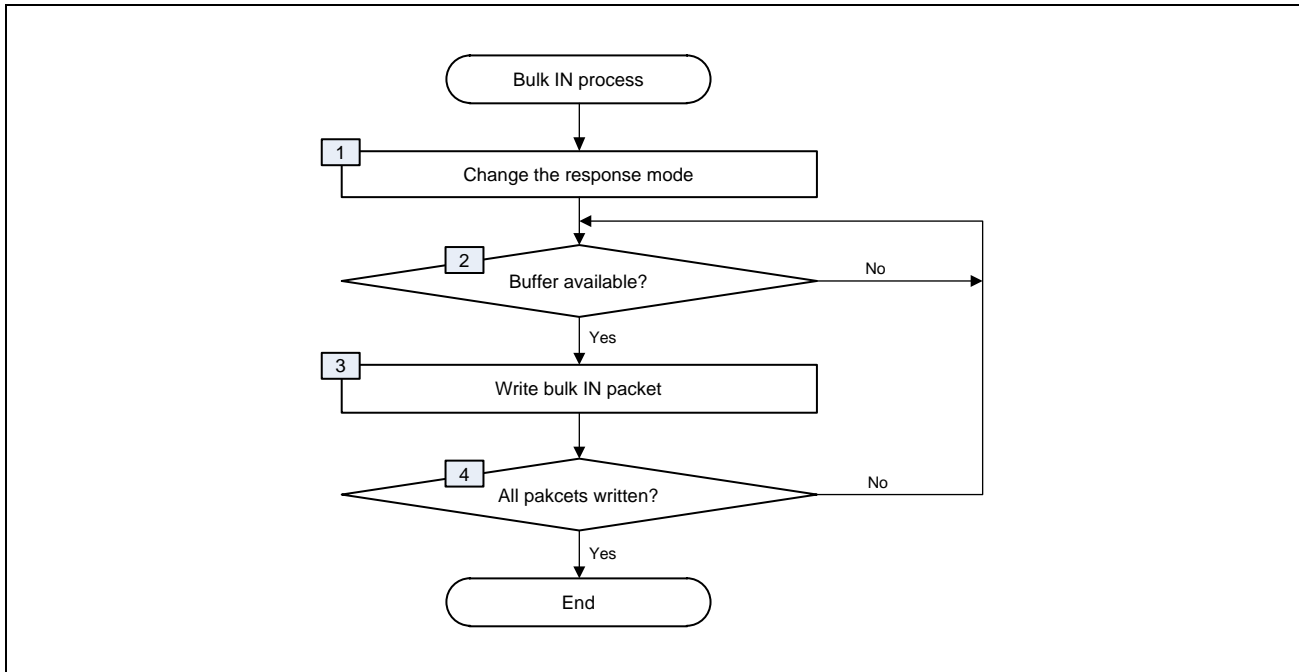 Bulk IN process
1
Change the response mode
2
Buffer available?
No
Yes
3
Write bulk IN packet
4
All pakcets written?
No
Yes
End